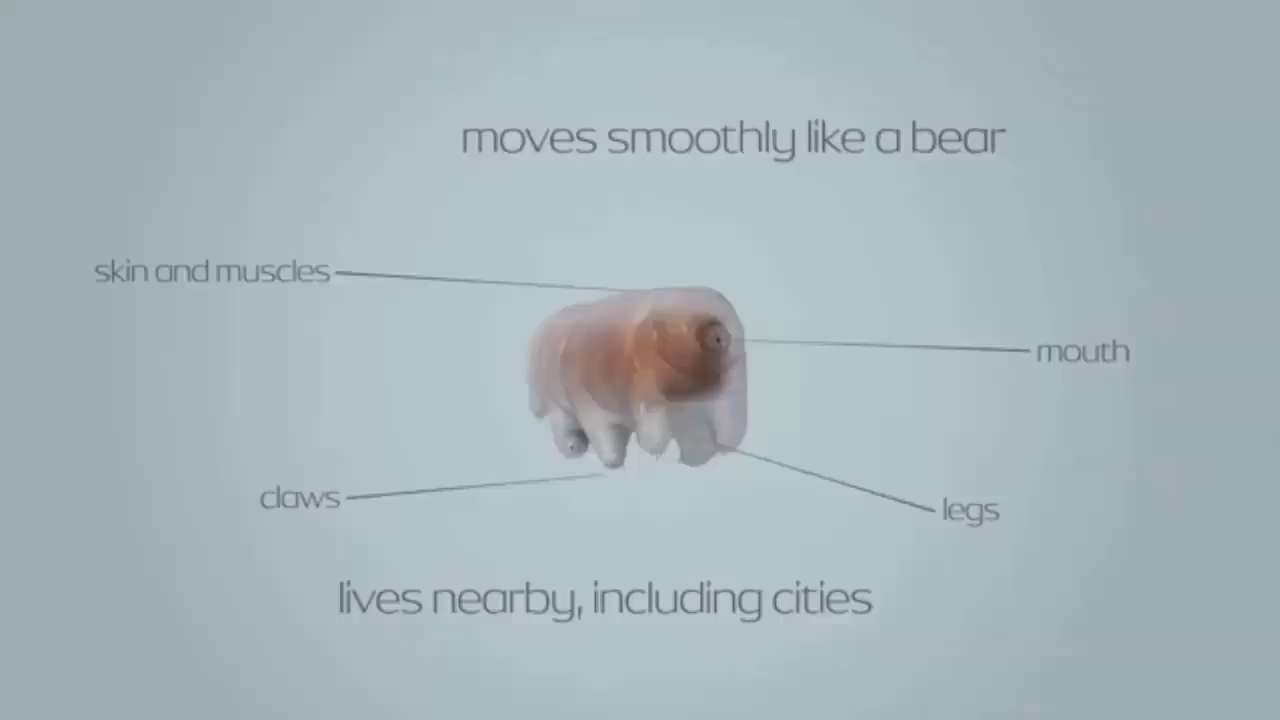 moves smoothly like a bear
skin and muscles
mouth
claws
legs
lives nearby, including cities